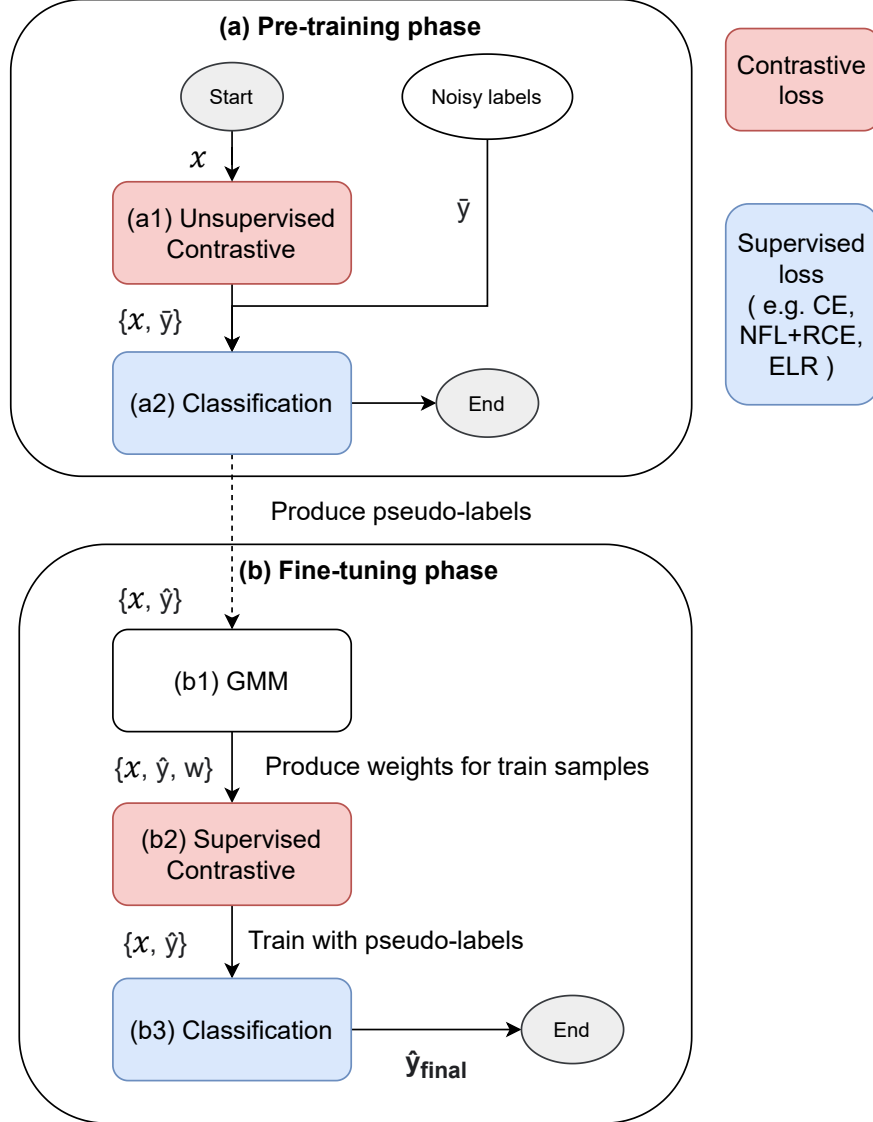 (a) Pre-training phase
Start
Noisy labels
x
ȳ
(a1) Unsupervised
Contrastive
{x, ȳ}
(a2) Classification
End
Contrastive
loss
Supervised
loss
( e.g. CE,
NFL+RCE,
ELR )
Produce pseudo-labels
(b) Fine-tuning phase
{x, ŷ}
(b1) GMM
{x, ŷ, w}
Produce weights for train samples
(b2) Supervised
Contrastive
{x, ŷ}
Train with pseudo-labels
(b3) Classification
End
ŷfinal